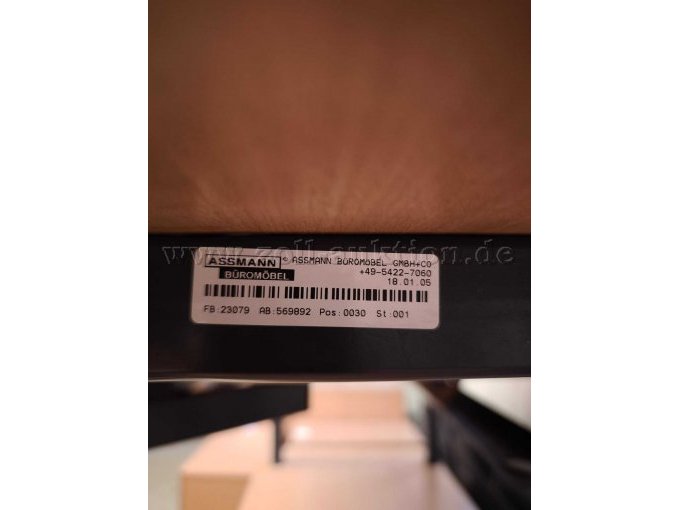 www.zoll-auktion.de
ASSMANN ® ASSMANN BÜROMÖBEL GMBH+CO
BÜROMÖBEL +49-5422-7060
18.01.05
FB:23079 AB:569892 Pos:0030 St:001